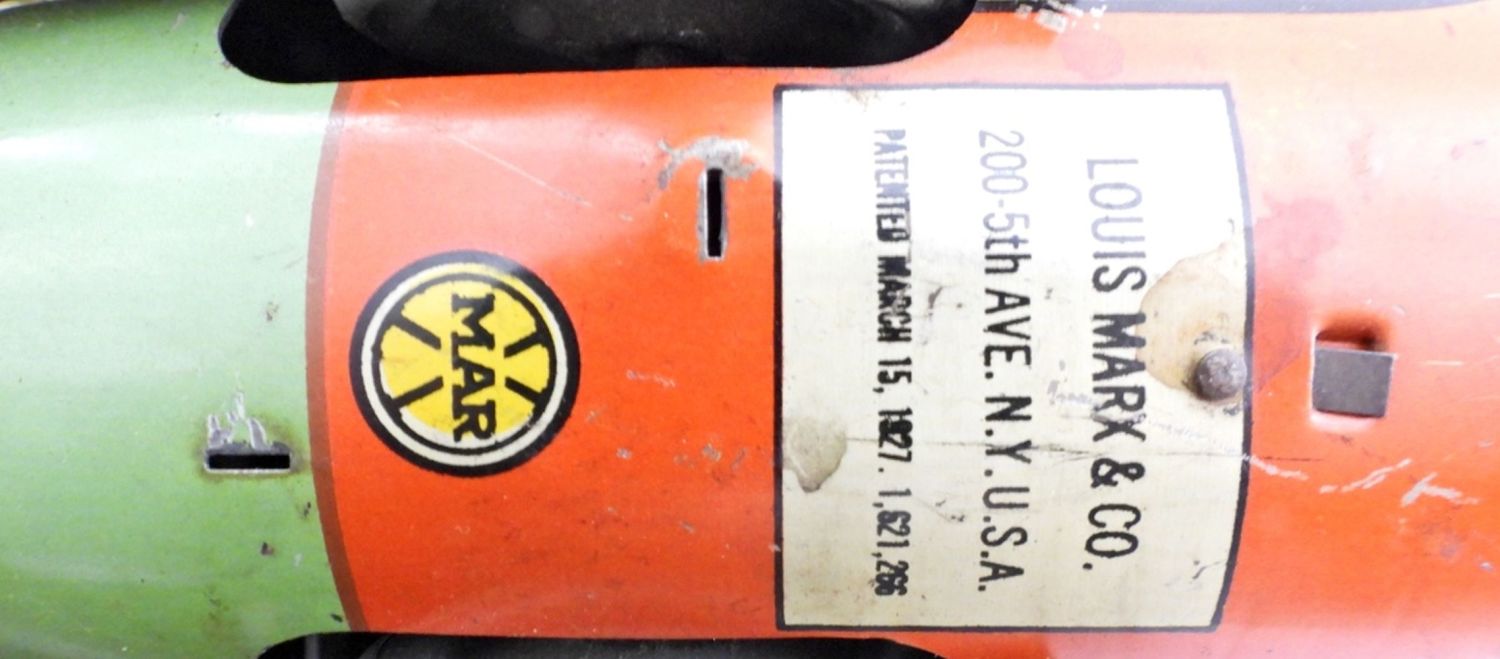 LOUIS MARX & CO.
200-5th AVE. N.Y. U.S.A.
PATENTED MARCH 15, 1927. 1,621,266
MAR